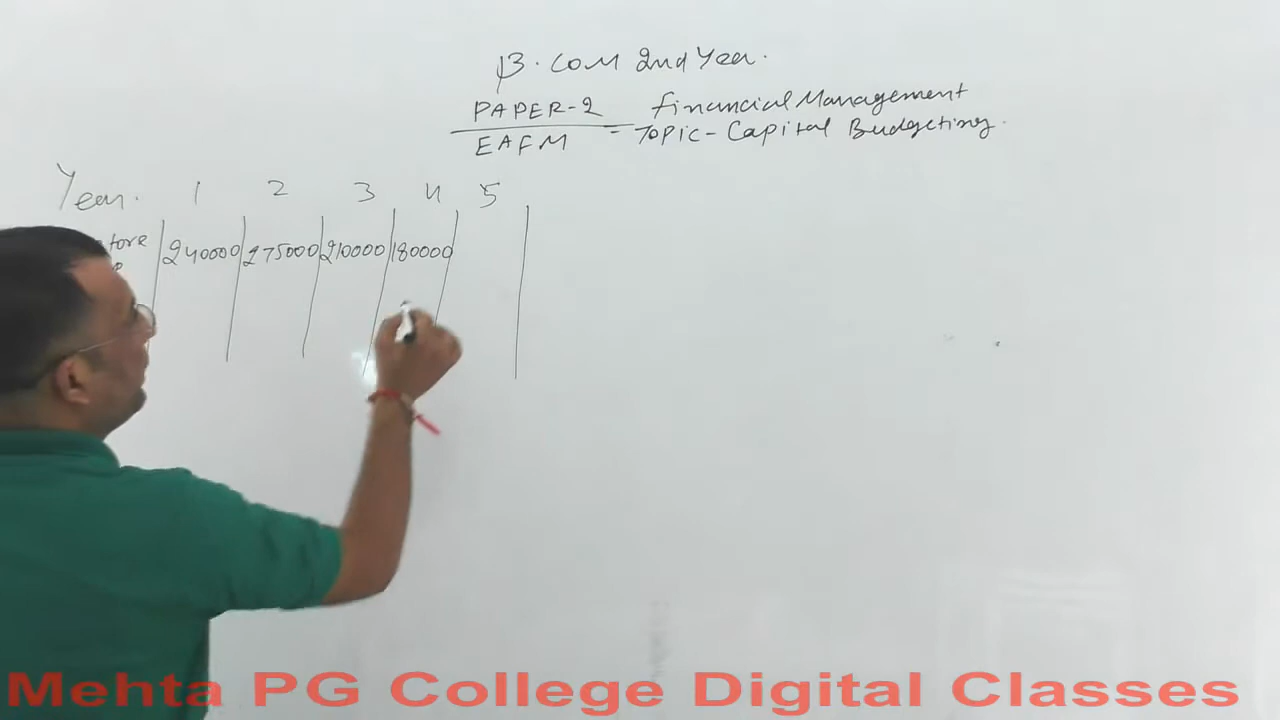 B. COM 2nd Year.
PAPER-2 Financial Management
EAFM = TOPIC - Capital Budgeting.
Year. 1 2 3 4 5
240000 275000 210000 180000
Mehta PG College Digital Classes